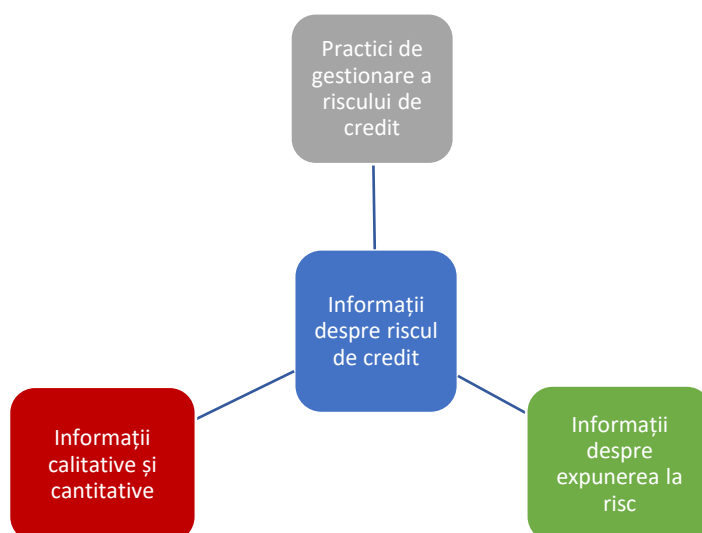 Practici de
gestionare a
riscului de
credit
Informații
despre riscul
de credit
Informații
calitative și
cantitative
Informații
despre
expunerea la
risc